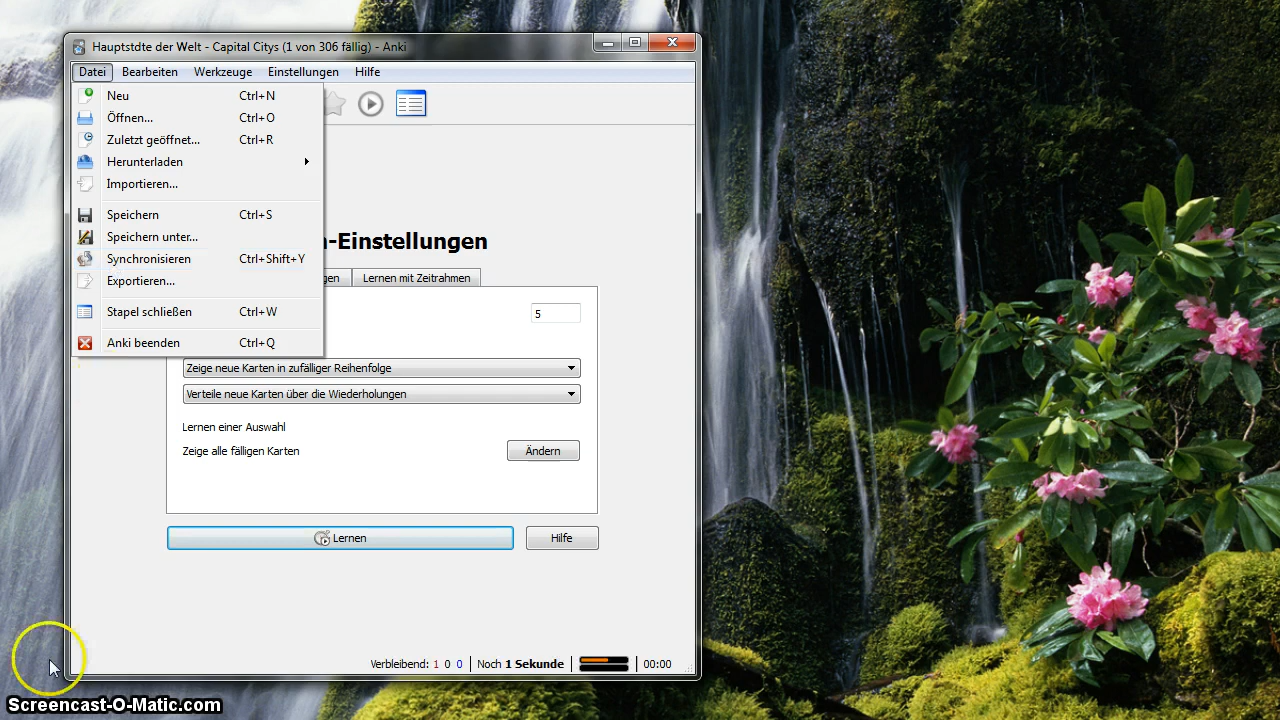 Hauptstdte der Welt - Capital Citys (1 von 306 fällig) - Anki
Datei Bearbeiten Werkzeuge Einstellungen Hilfe
Neu Ctrl+N
Öffnen... Ctrl+O
Zuletzt geöffnet... Ctrl+R
Herunterladen
Importieren...
Speichern Ctrl+S
Speichern unter...
Synchronisieren Ctrl+Shift+Y
Exportieren...
Stapel schließen Ctrl+W
Anki beenden Ctrl+Q
-Einstellungen
gen Lernen mit Zeitrahmen
5
Zeige neue Karten in zufälliger Reihenfolge
Verteile neue Karten über die Wiederholungen
Lernen einer Auswahl
Zeige alle fälligen Karten Ändern
Lernen Hilfe
Verbleibend: 1 0 0 Noch 1 Sekunde 00:00
Screencast-O-Matic.com